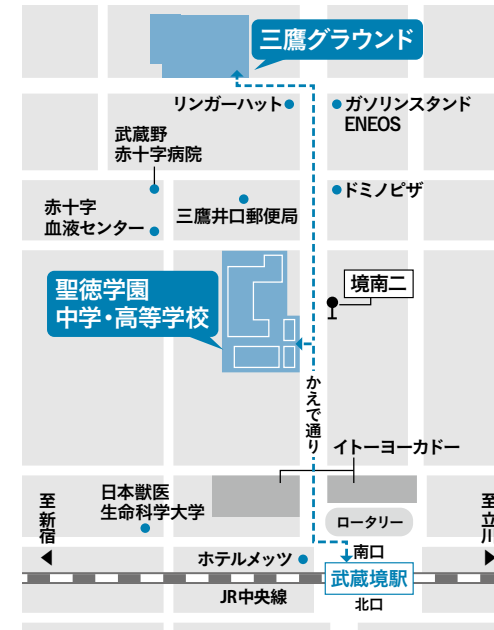 三鷹グラウンド
リンガーハット
ガソリンスタンド
ENEOS
武蔵野
赤十字病院
ドミノピザ
赤十字
血液センター
三鷹井口郵便局
聖徳学園
中学・高等学校
境南二
かえで通り
イトーヨーカドー
至新宿
日本獣医
生命科学大学
ロータリー
至立川
ホテルメッツ
南口
武蔵境駅
JR中央線
北口